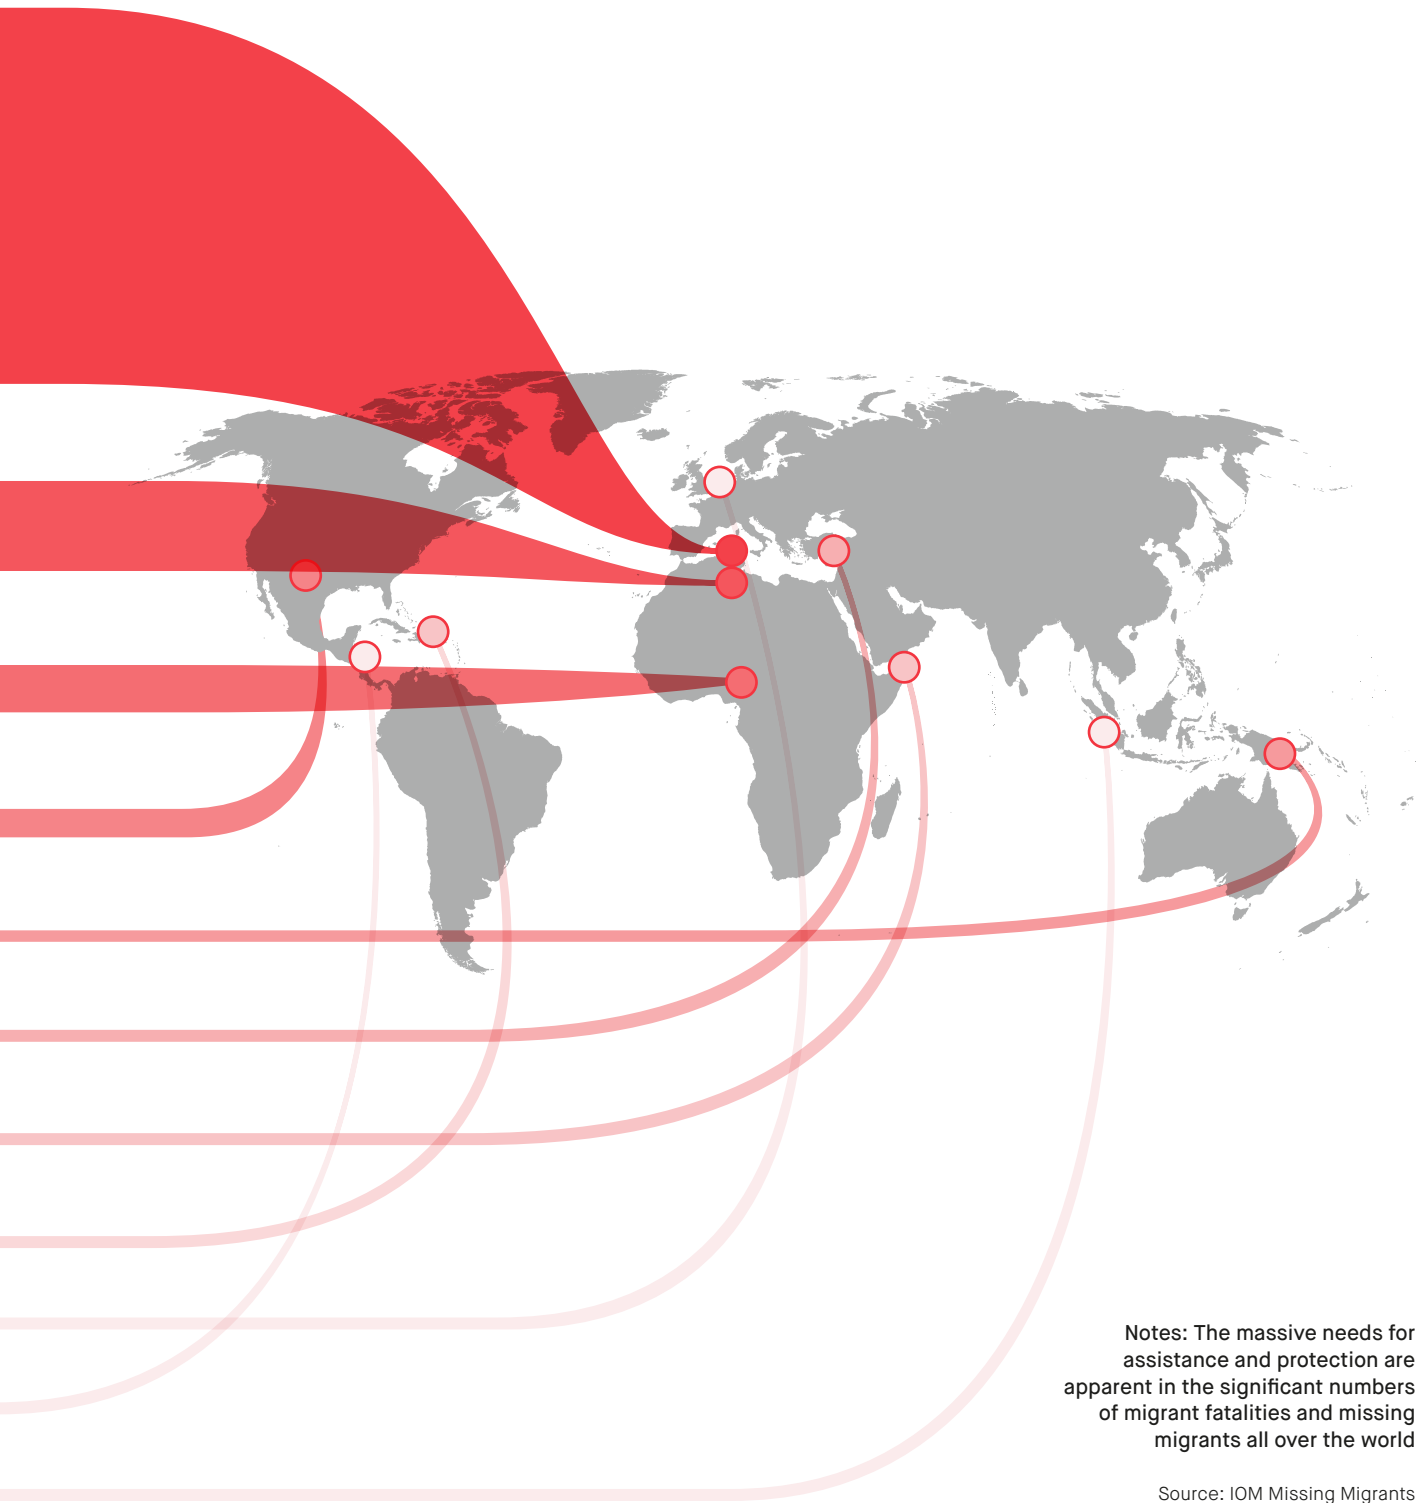 Notes: The massive needs for
assistance and protection are
apparent in the significant numbers
of migrant fatalities and missing
migrants all over the world
Source: IOM Missing Migrants